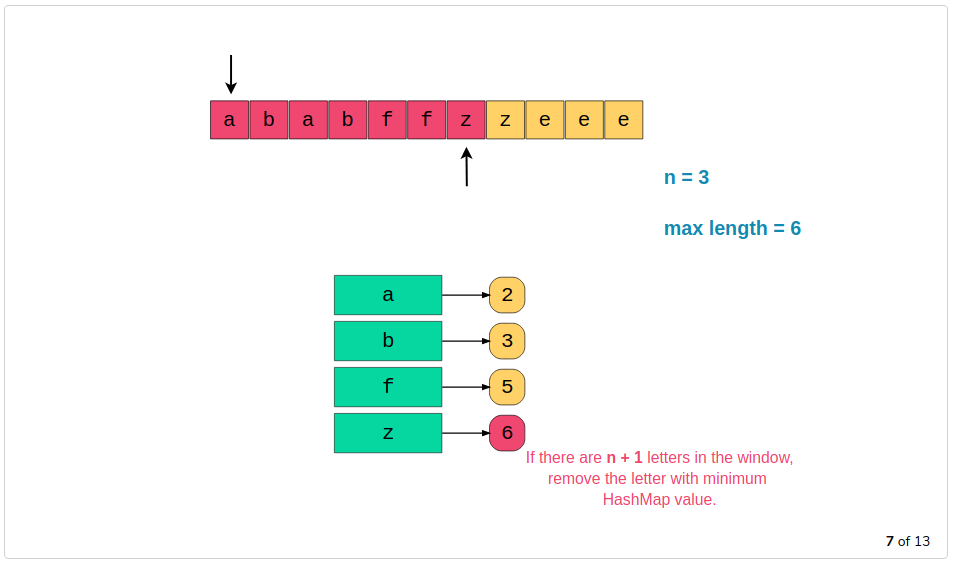 a b a b f f z z e e e
n = 3
max length = 6
a 2
b 3
f 5
z 6
If there are n + 1 letters in the window,
remove the letter with minimum
HashMap value.
7 of 13